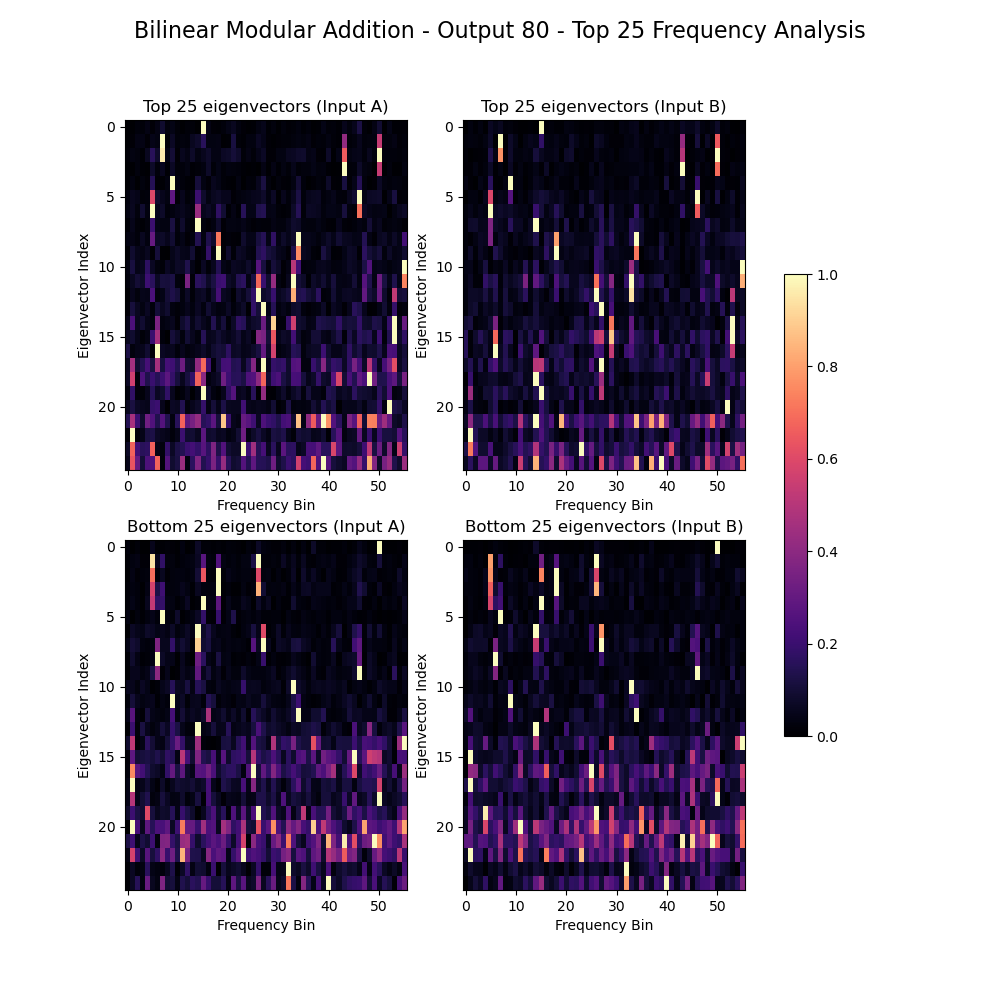 Bilinear Modular Addition - Output 80 - Top 25 Frequency Analysis
Top 25 eigenvectors (Input A)
Top 25 eigenvectors (Input B)
Eigenvector Index
0
5
10
15
20
0 10 20 30 40 50
Frequency Bin
Eigenvector Index
0
5
10
15
20
0 10 20 30 40 50
Frequency Bin
1.0
0.8
0.6
0.4
0.2
0.0
Bottom 25 eigenvectors (Input A)
Bottom 25 eigenvectors (Input B)
Eigenvector Index
0
5
10
15
20
0 10 20 30 40 50
Frequency Bin
Eigenvector Index
0
5
10
15
20
0 10 20 30 40 50
Frequency Bin